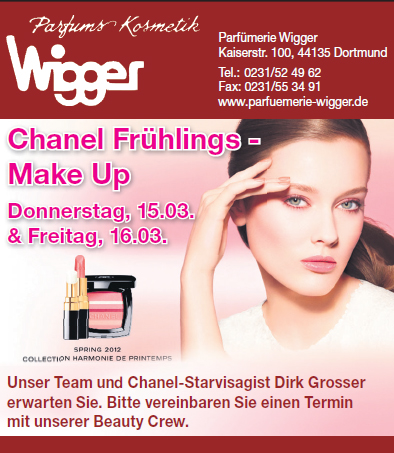 Parfums Kosmetik
Wigger
Parfümerie Wigger
Kaiserstr. 100, 44135 Dortmund
Tel.: 0231/52 49 62
Fax: 0231/55 34 91
www.parfuemerie-wigger.de
Chanel Frühlings -
Make Up
Donnerstag, 15.03.
& Freitag, 16.03.
SPRING 2012
COLLECTION HARMONIE DE PRINTEMPS
Unser Team und Chanel-Starvisagist Dirk Grosser
erwarten Sie. Bitte vereinbaren Sie einen Termin
mit unserer Beauty Crew.